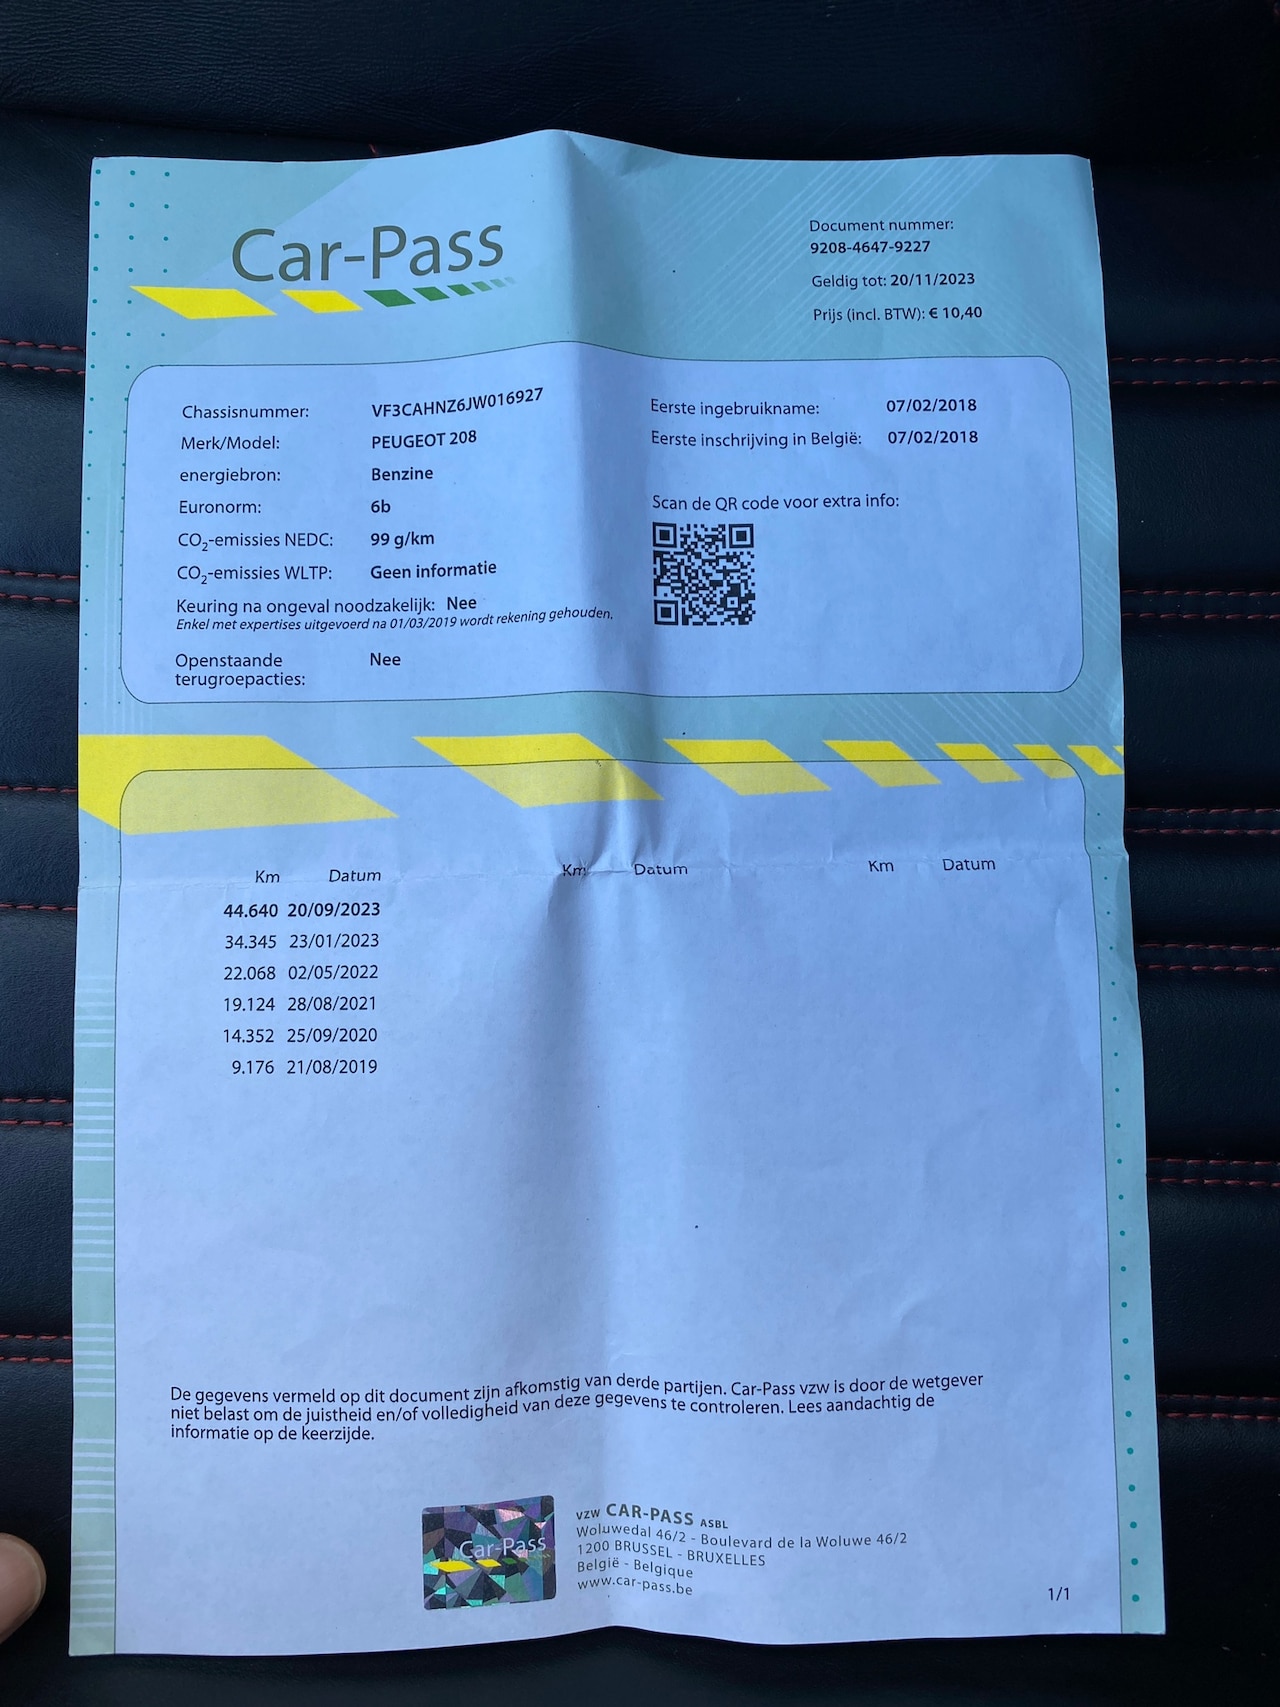 Car-Pass
Document nummer:
9208-4647-9227
Geldig tot: 20/11/2023
Prijs (incl. BTW): € 10,40
Chassisnummer: VF3CAHNZ6JW016927
Merk/Model: PEUGEOT 208
energiebron: Benzine
Euronorm: 6b
CO2-emissies NEDC: 99 g/km
CO2-emissies WLTP: Geen informatie
Keuring na ongeval noodzakelijk: Nee
Enkel met expertises uitgevoerd na 01/03/2019 wordt rekening gehouden.
Openstaande Nee
terugroepacties:
Eerste ingebruikname: 07/02/2018
Eerste inschrijving in België: 07/02/2018
Scan de QR code voor extra info:
Km Datum Km Datum Km Datum
44.640 20/09/2023
34.345 23/01/2023
22.068 02/05/2022
19.124 28/08/2021
14.352 25/09/2020
9.176 21/08/2019
De gegevens vermeld op dit document zijn afkomstig van derde partijen. Car-Pass vzw is door de wetgever
niet belast om de juistheid en/of volledigheid van deze gegevens te controleren. Lees aandachtig de
informatie op de keerzijde.
Car-Pass
vzw CAR-PASS ASBL
Woluwedal 46/2 - Boulevard de la Woluwe 46/2
1200 BRUSSEL - BRUXELLES
België - Belgique
www.car-pass.be
1/1